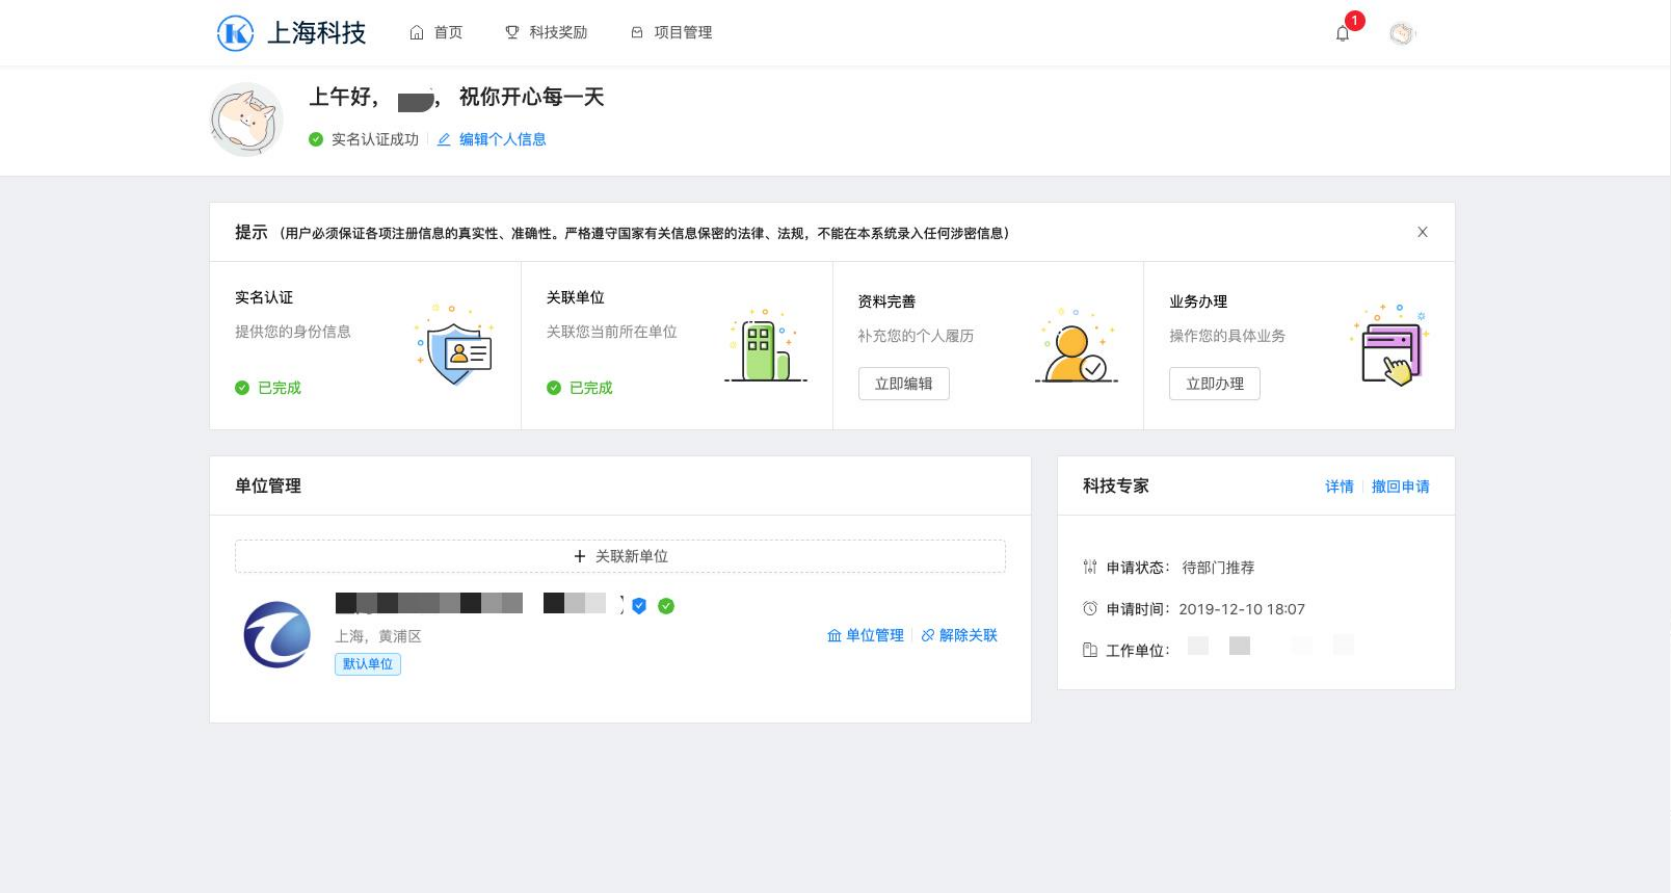 上海科技 首页 科技奖励 项目管理 1
上午好， ， 祝你开心每一天
实名认证成功 编辑个人信息
提示 （用户必须保证各项注册信息的真实性、准确性。严格遵守国家有关信息保密的法律、法规，不能在本系统录入任何涉密信息）
实名认证
提供您的身份信息
已完成
关联单位
关联您当前所在单位
已完成
资料完善
补充您的个人履历
立即编辑
业务办理
操作您的具体业务
立即办理
单位管理
+ 关联新单位
上海，黄浦区
默认单位
单位管理 解除关联
科技专家 详情 撤回申请
申请状态： 待部门推荐
申请时间： 2019-12-10 18:07
工作单位：